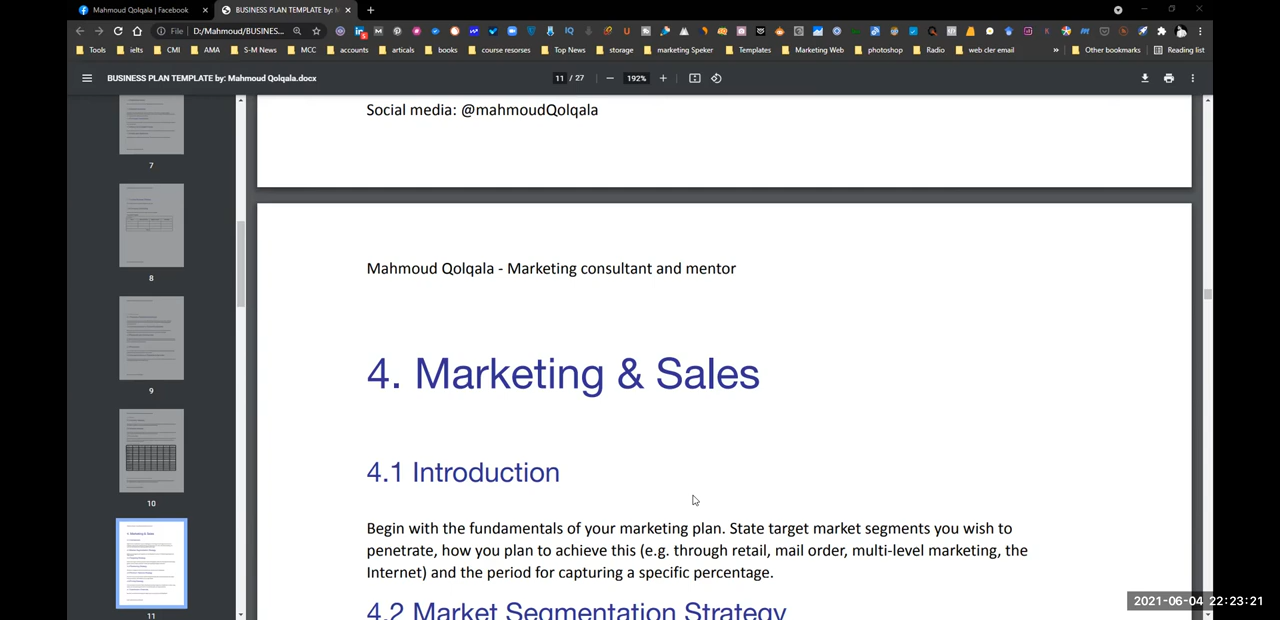 Mahmoud Qolqala | Facebook
BUSINESS PLAN TEMPLATE by: M
File | D:/Mahmoud/BUSINES...
Tools ielts CMI AMA S-M News MCC accounts articals books course resorses Top News storage marketing Speker Templates Marketing Web photoshop Radio web cler email » Other bookmarks Reading list
BUSINESS PLAN TEMPLATE by: Mahmoud Qolqala.docx
11 / 27
192%
7
8
9
10
11
Social media: @mahmoudQolqala
Mahmoud Qolqala - Marketing consultant and mentor
4. Marketing & Sales
4.1 Introduction
Begin with the fundamentals of your marketing plan. State target market segments you wish to
penetrate, how you plan to achieve this (e.g. through retail, mail order, multi-level marketing, the
Internet) and the period for capturing a specific percentage.
4.2 Market Segmentation Strategy
2021-06-04 22:23:21